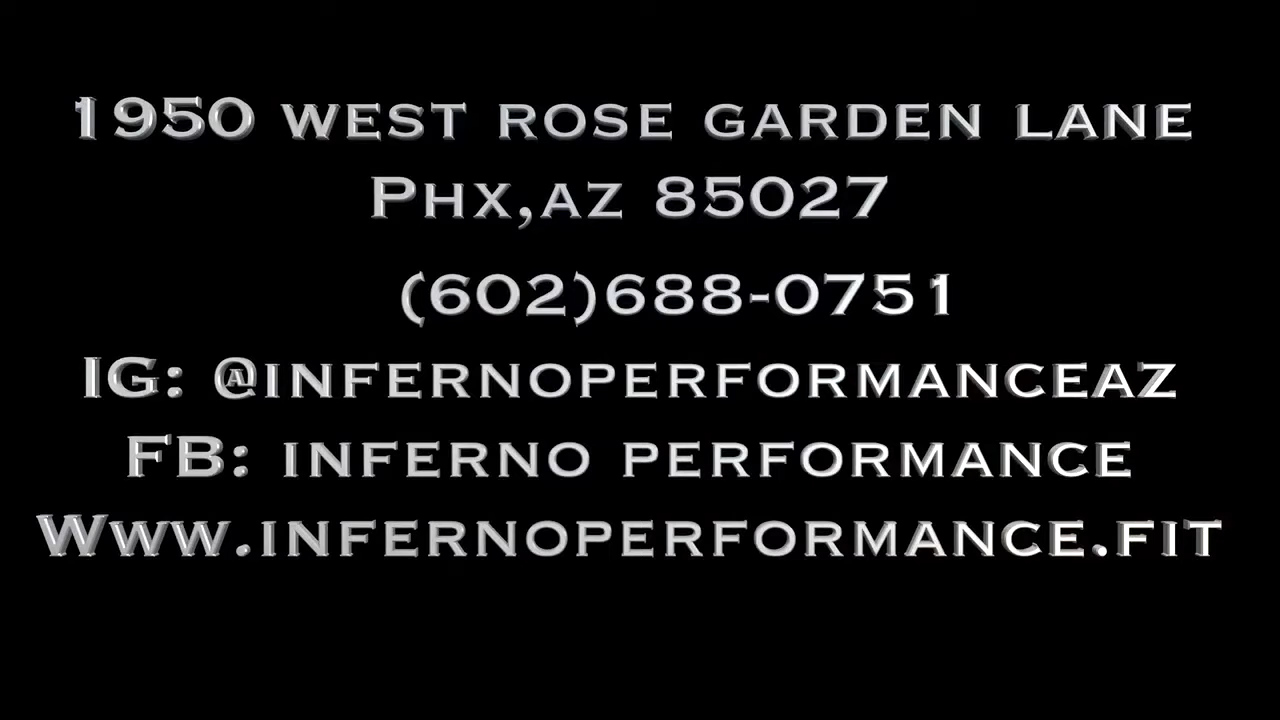 1950 WEST ROSE GARDEN LANE
PHX,AZ 85027
(602)688-0751
IG: @INFERNOPERFORMANCEAZ
FB: INFERNO PERFORMANCE
WWW.INFERNOPERFORMANCE.FIT